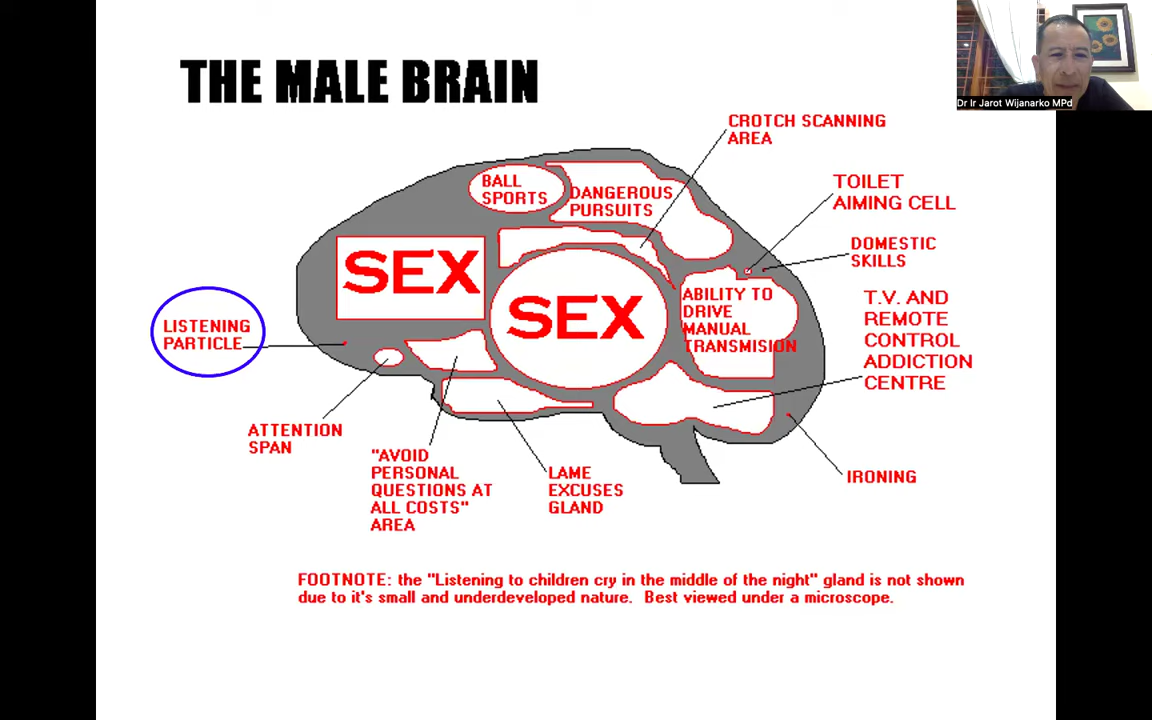 THE MALE BRAIN
Dr Ir Jarot Wijanarko MPd
CROTCH SCANNING
AREA
BALL
SPORTS
DANGEROUS
PURSUITS
TOILET
AIMING CELL
DOMESTIC
SKILLS
SEX
SEX
ABILITY TO
DRIVE
MANUAL
TRANSMISION
T.V. AND
REMOTE
CONTROL
ADDICTION
CENTRE
LISTENING
PARTICLE
ATTENTION
SPAN
"AVOID
PERSONAL
QUESTIONS AT
ALL COSTS"
AREA
LAME
EXCUSES
GLAND
IRONING
FOOTNOTE: the "Listening to children cry in the middle of the night" gland is not shown
due to it's small and underdeveloped nature. Best viewed under a microscope.